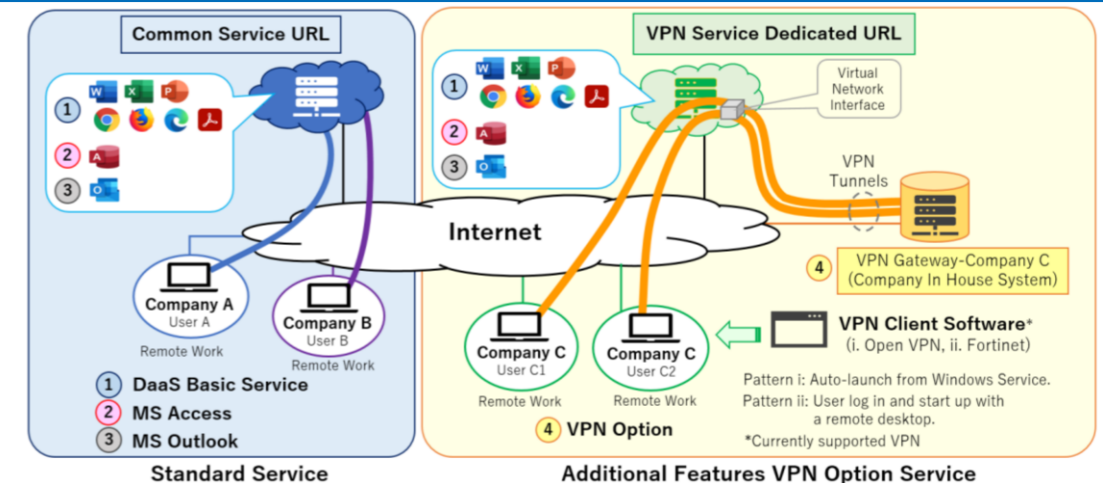 Common Service URL
1
W
X
P
A
2
A
3
O
VPN Service Dedicated URL
1
W
X
P
2
A
3
O
Virtual
Network
Interface
VPN
Tunnels
Internet
4
VPN Gateway-Company C
(Company In House System)
Company A
User A
Remote Work
Company B
User B
Remote Work
Company C
User C1
Remote Work
Company C
User C2
Remote Work
VPN Client Software*
(i. Open VPN, ii. Fortinet)
Pattern i: Auto-launch from Windows Service.
Pattern ii: User log in and start up with
a remote desktop.
*Currently supported VPN
1 DaaS Basic Service
2 MS Access
3 MS Outlook
4 VPN Option
Standard Service
Additional Features VPN Option Service